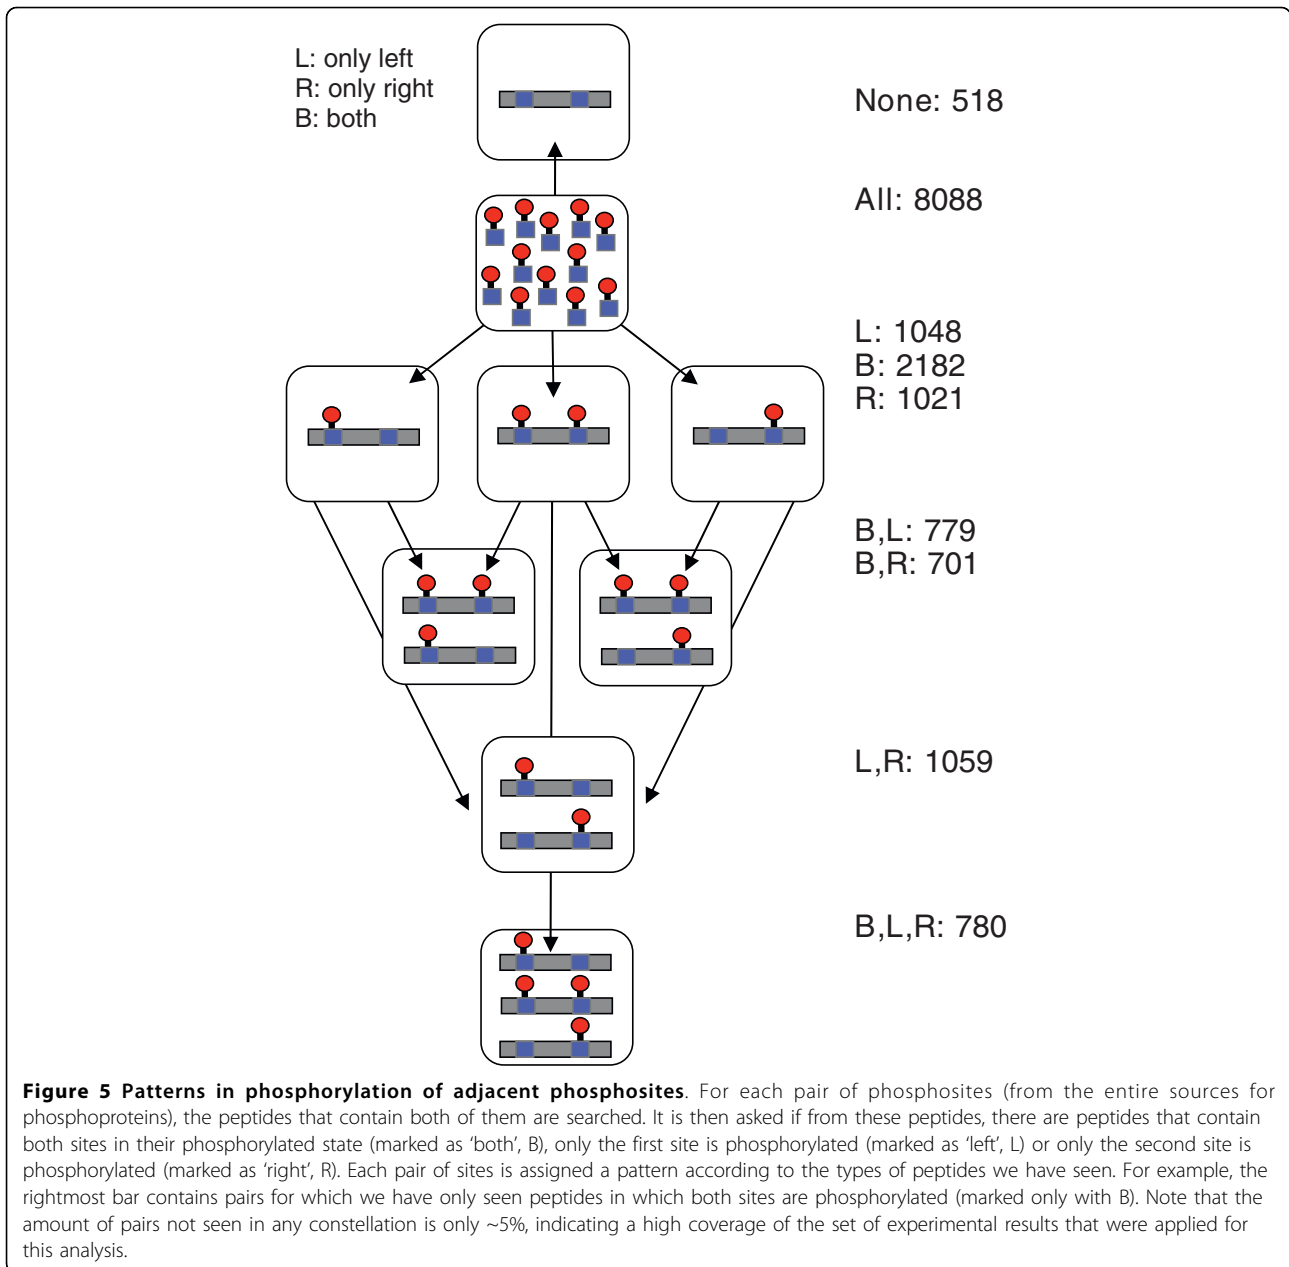 L: only left
R: only right
B: both
None: 518
All: 8088
L: 1048
B: 2182
R: 1021
B,L: 779
B,R: 701
L,R: 1059
B,L,R: 780
Figure 5 Patterns in phosphorylation of adjacent phosphosites. For each pair of phosphosites (from the entire sources for
phosphoproteins), the peptides that contain both of them are searched. It is then asked if from these peptides, there are peptides that contain
both sites in their phosphorylated state (marked as ‘both’, B), only the first site is phosphorylated (marked as ‘left’, L) or only the second site is
phosphorylated (marked as ‘right’, R). Each pair of sites is assigned a pattern according to the types of peptides we have seen. For example, the
rightmost bar contains pairs for which we have only seen peptides in which both sites are phosphorylated (marked only with B). Note that the
amount of pairs not seen in any constellation is only ~5%, indicating a high coverage of the set of experimental results that were applied for
this analysis.